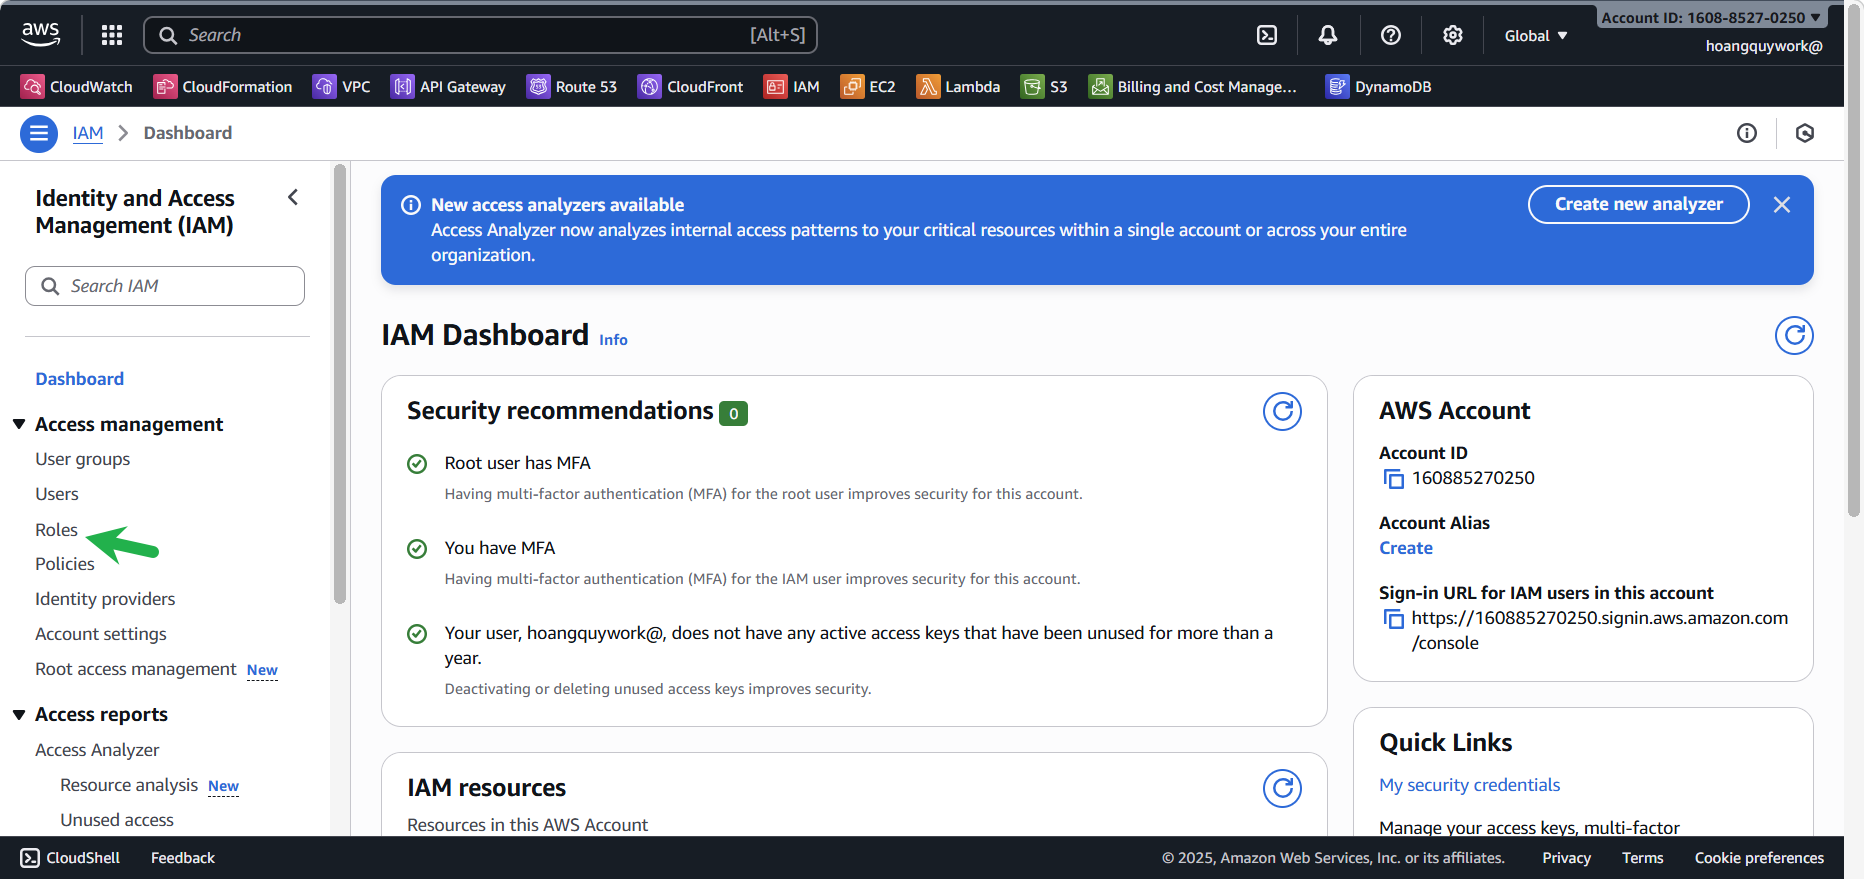 aws
Search
[Alt+S]
Global
Account ID: 1608-8527-0250
hoangquywork@
CloudWatch
CloudFormation
VPC
API Gateway
Route 53
CloudFront
IAM
EC2
Lambda
S3
Billing and Cost Manage...
DynamoDB
IAM
Dashboard
Identity and Access
Management (IAM)
Search IAM
Dashboard
Access management
User groups
Users
Roles
Policies
Identity providers
Account settings
Root access management New
Access reports
Access Analyzer
Resource analysis New
Unused access
New access analyzers available
Access Analyzer now analyzes internal access patterns to your critical resources within a single account or across your entire
organization.
Create new analyzer
IAM Dashboard Info
Security recommendations 0
Root user has MFA
Having multi-factor authentication (MFA) for the root user improves security for this account.
You have MFA
Having multi-factor authentication (MFA) for the IAM user improves security for this account.
Your user, hoangquywork@, does not have any active access keys that have been unused for more than a
year.
Deactivating or deleting unused access keys improves security.
IAM resources
Resources in this AWS Account
AWS Account
Account ID
160885270250
Account Alias
Create
Sign-in URL for IAM users in this account
https://160885270250.signin.aws.amazon.com
/console
Quick Links
My security credentials
Manage your access keys, multi-factor
CloudShell
Feedback
© 2025, Amazon Web Services, Inc. or its affiliates.
Privacy
Terms
Cookie preferences